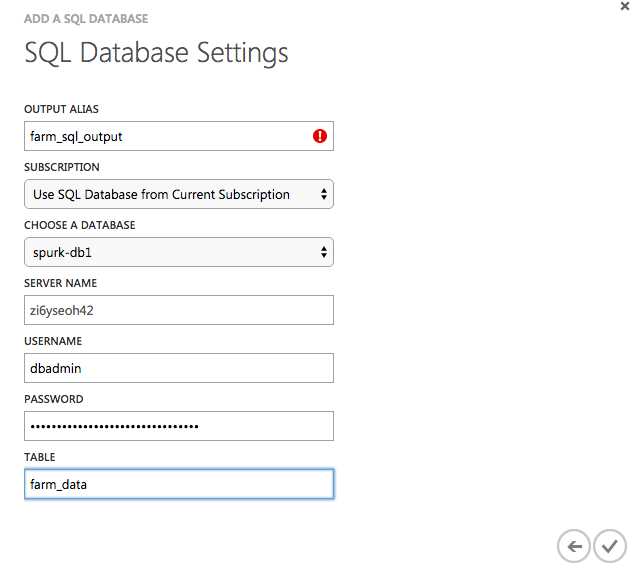 ADD A SQL DATABASE
SQL Database Settings
OUTPUT ALIAS
farm_sql_output
SUBSCRIPTION
Use SQL Database from Current Subscription
CHOOSE A DATABASE
spurk-db1
SERVER NAME
zi6yseoh42
USERNAME
dbadmin
PASSWORD
••••••••••••••••••••••••••••••••
TABLE
farm_data